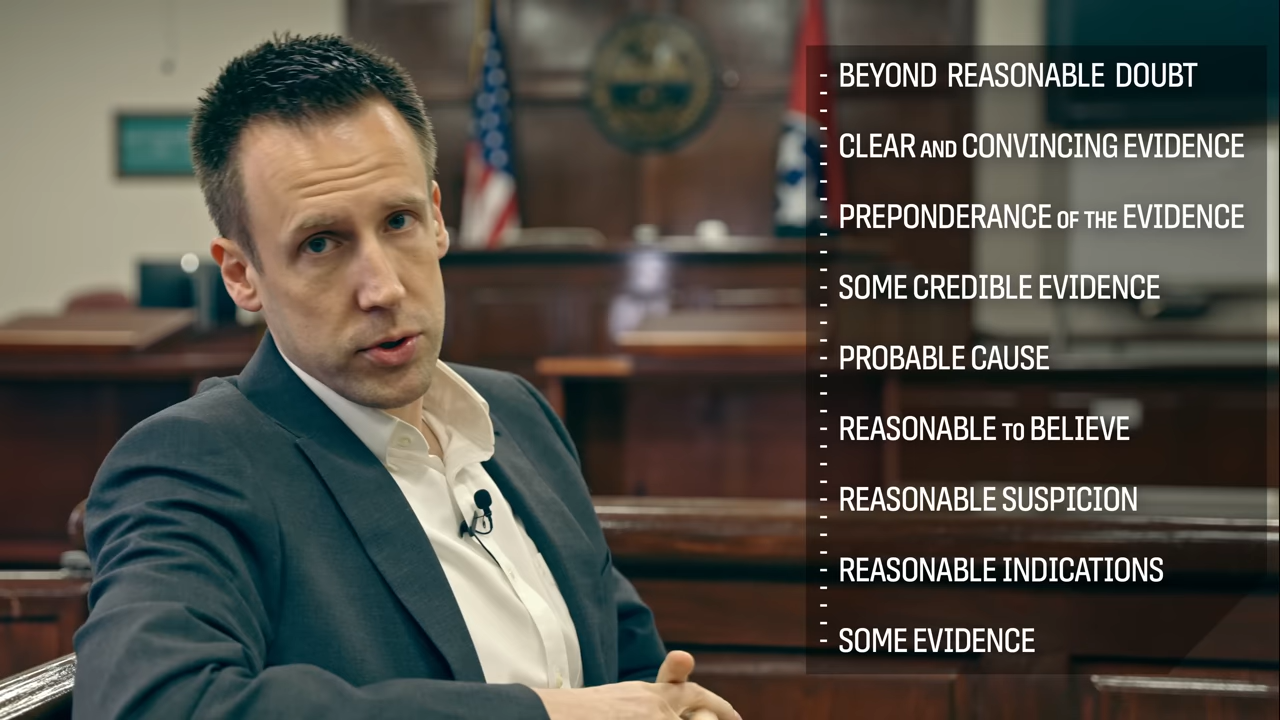 BEYOND REASONABLE DOUBT
CLEAR AND CONVINCING EVIDENCE
PREPONDERANCE OF THE EVIDENCE
SOME CREDIBLE EVIDENCE
PROBABLE CAUSE
REASONABLE TO BELIEVE
REASONABLE SUSPICION
REASONABLE INDICATIONS
SOME EVIDENCE